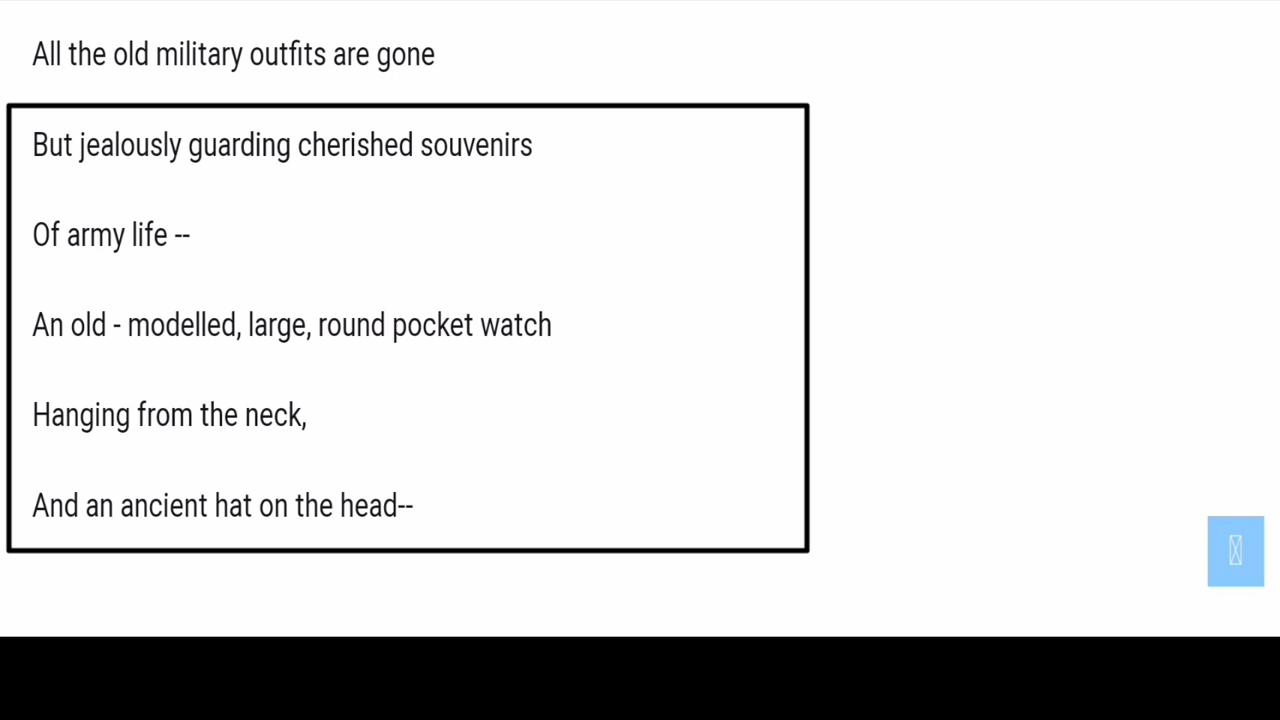 All the old military outfits are gone
But jealously guarding cherished souvenirs
Of army life --
An old - modelled, large, round pocket watch
Hanging from the neck,
And an ancient hat on the head--